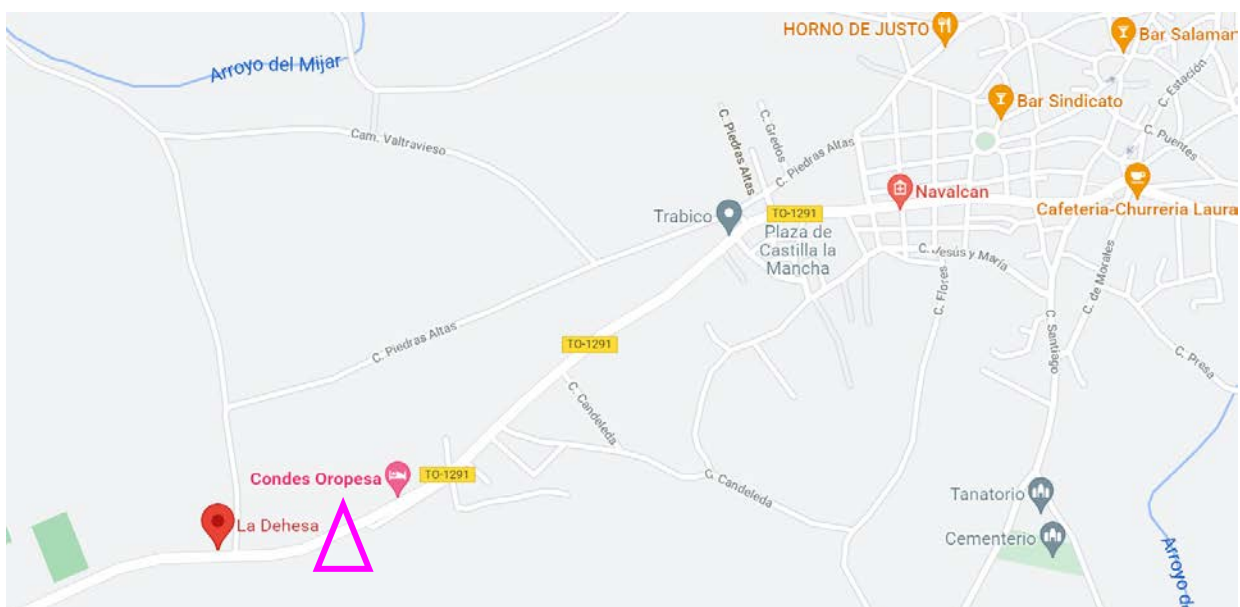 HORNO DE JUSTO
Bar Salamar
Arroyo del Mijar
C. Estación
Bar Sindicato
Cam. Valtravieso
C. Piedras Altas
C. Gredos
C. Puentes
C. Piedras Altas
Navalcan
Trabico
TO-1291
Cafeteria-Churreria Laura
Plaza de
Castilla la
Mancha
C. Jesús y María
C. de Morales
C. Flores
C. Piedras Altas
TO-1291
C. Santiago
C. Presa
C. Candeleda
Condes Oropesa
TO-1291
C. Candeleda
Tanatorio
La Dehesa
Cementerio
Arroyo d